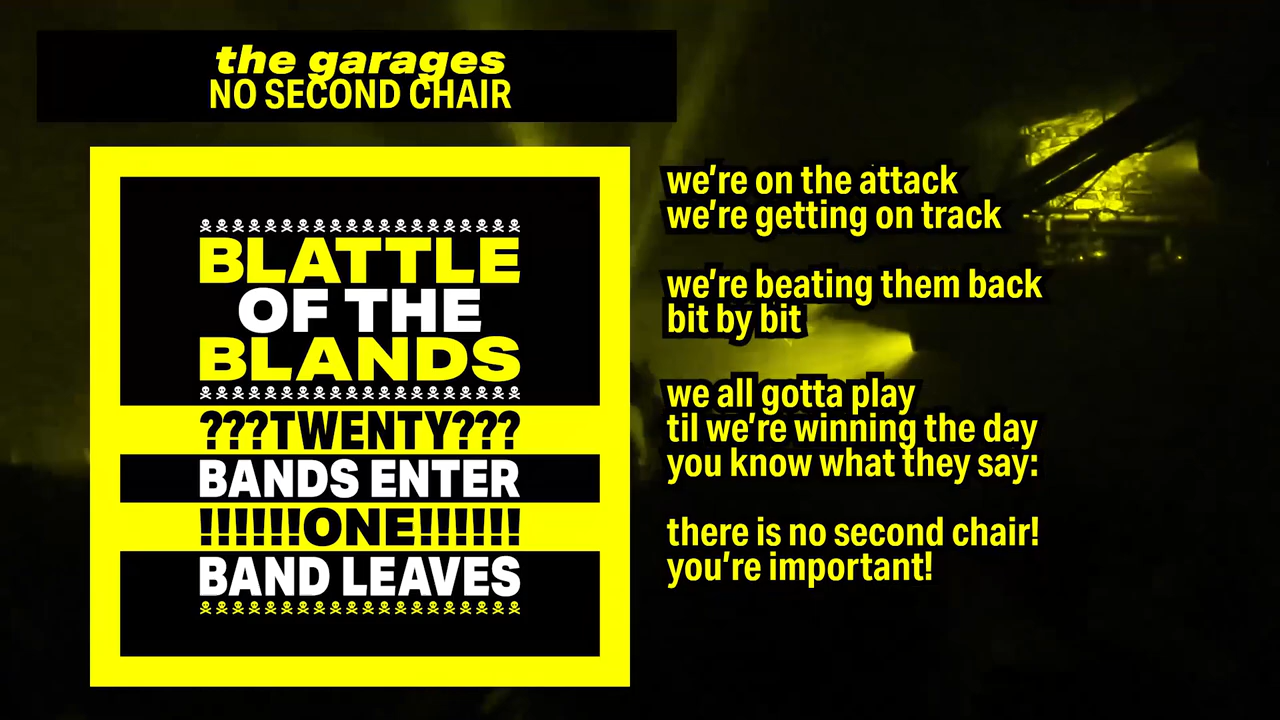 the garages
NO SECOND CHAIR
BLATTLE
OF THE
BLANDS
???TWENTY???
BANDS ENTER
!!!!!!ONE!!!!!!
BAND LEAVES
we're on the attack
we're getting on track
we're beating them back
bit by bit
we all gotta play
til we're winning the day
you know what they say:
there is no second chair!
you're important!